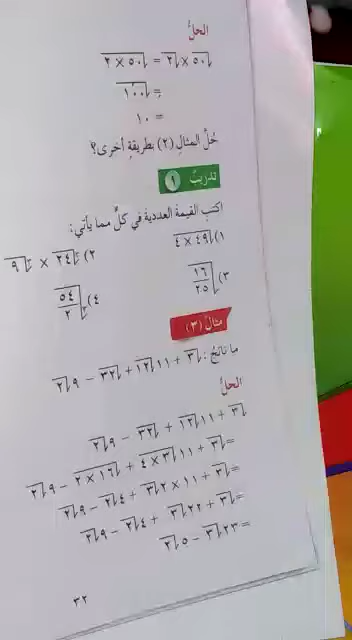 الحلُّ
√٥٠ × √٢ = √(٥٠ × ٢)
= √١٠٠
= ١٠
حُلَّ المثالِ (٢) بطريقةٍ أخرى؟
تدريبٌ ١
اكتبِ القيمةَ العدديةَ في كلٍّ مما يأتي:
١) √(٤٩ × ٤) ٢) ∛٢٤ × ∛٩
٣) √(١٦/٢٥) ٤) ∛(٥٤/٢)
مثالٌ (٣)
ما ناتجُ: √٣ + ١١√١٢ + √٣٢ − ٩√٢
الحلُّ
√٣ + ١١√١٢ + √٣٢ − ٩√٢
= √٣ + ١١√(٣ × ٤) + √(١٦ × ٢) − ٩√٢
= √٣ + ١١ × ٢√٣ + ٤√٢ − ٩√٢
= √٣ + ٢٢√٣ + ٤√٢ − ٩√٢
= ٢٣√٣ − ٥√٢
٣٢